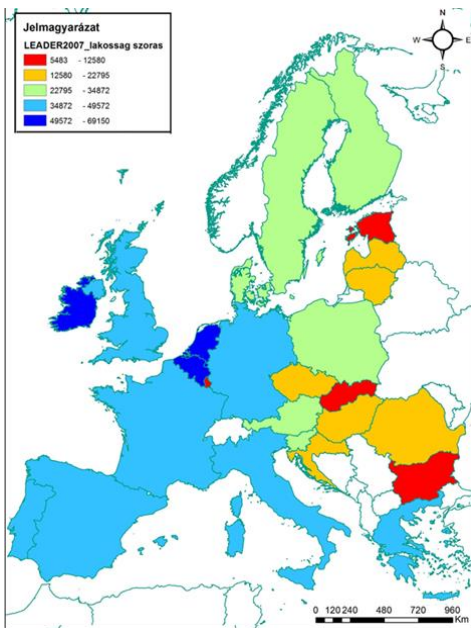 Jelmagyarázat
LEADER2007_lakossag szoras
5483 - 12580
12580 - 22795
22795 - 34872
34872 - 49572
49572 - 69150
N
W E
S
0 120 240 480 720 960
Km